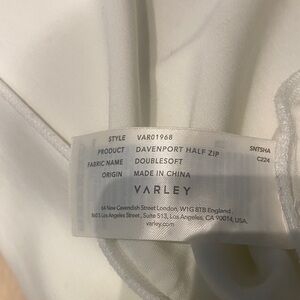 STYLE VAR01968
PRODUCT DAVENPORT HALF ZIP
FABRIC NAME DOUBLESOFT
ORIGIN MADE IN CHINA
SNTSHA
C224
VARLEY
64 New Cavendish Street London, W1G 8TB England,
860 S Los Angeles Street, Suite 513, Los Angeles, CA 90014, USA.
varley.com